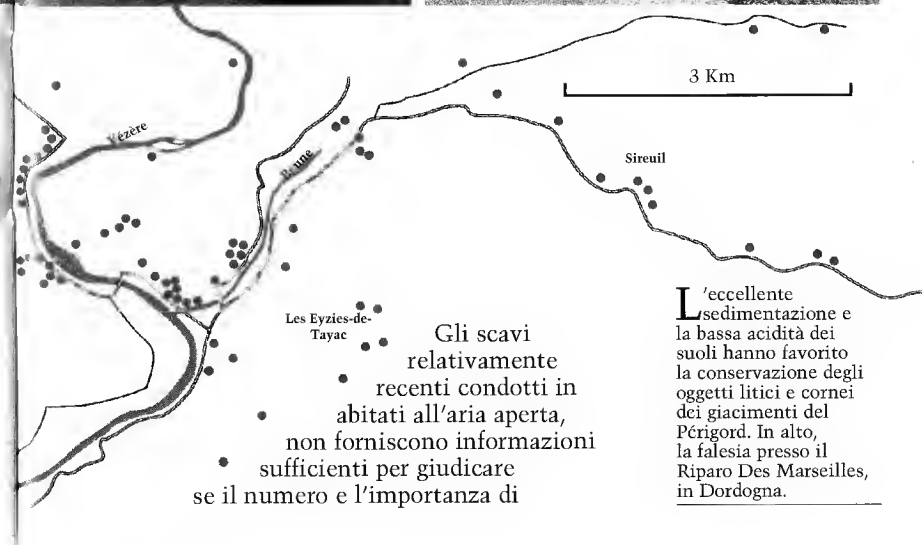 3 Km
Vézère
Beune
Sireuil
Les Eyzies-de-
Tayac
Gli scavi
relativamente
recenti condotti in
abitati all'aria aperta,
non forniscono informazioni
sufficienti per giudicare
se il numero e l'importanza di
L'eccellente
sedimentazione e
la bassa acidità dei
suoli hanno favorito
la conservazione degli
oggetti litici e cornei
dei giacimenti del
Périgord. In alto,
la falesia presso il
Riparo Des Marseilles,
in Dordogna.